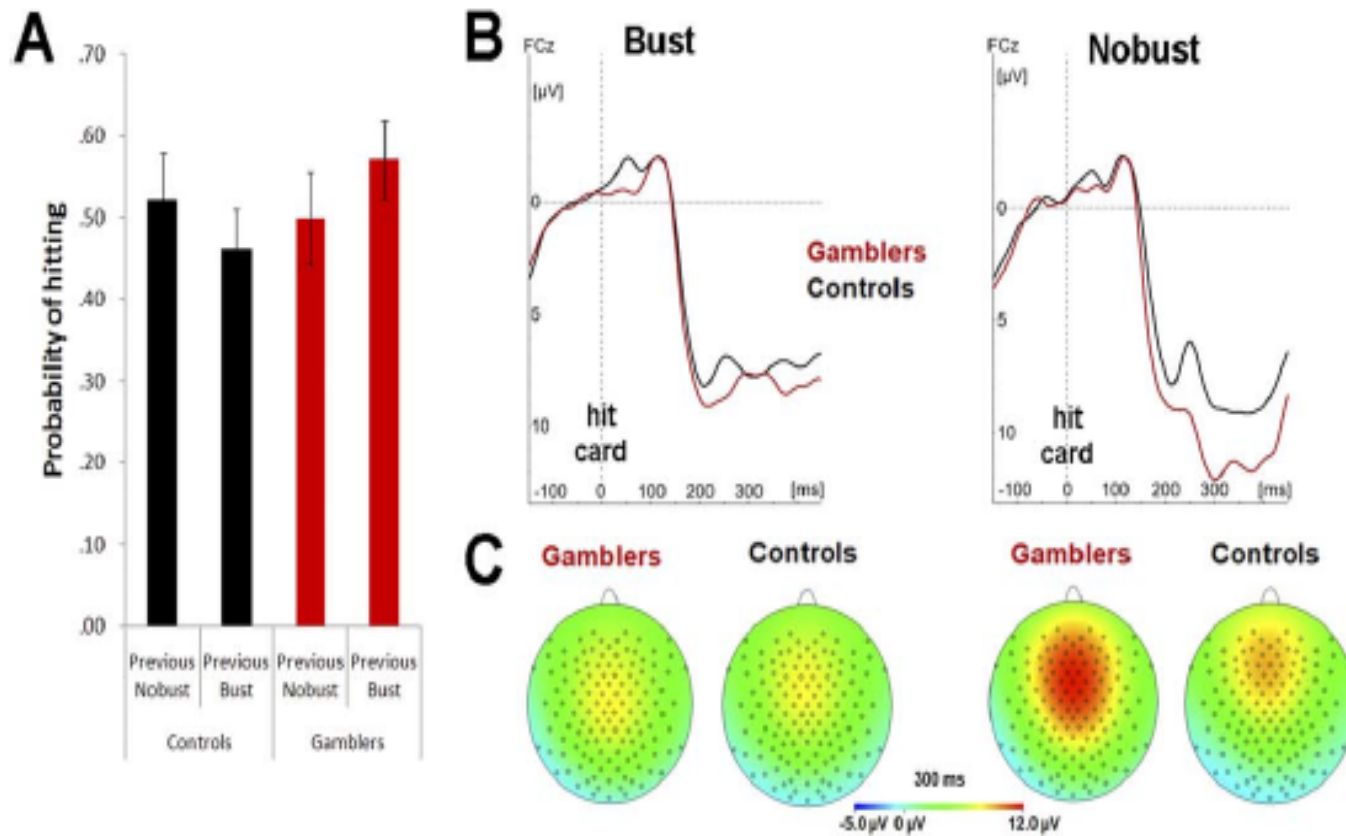 A
.70
.60
.50
.40
.30
.20
.10
.00
Probability of hitting
Previous Nobust
Previous Bust
Previous Nobust
Previous Bust
Controls
Gamblers
B
Bust
FCz
[µV]
0
5
10
hit
card
-100 0 100 200 300 [ms]
Gamblers
Controls
Nobust
FCz
[µV]
0
5
10
hit
card
-100 0 100 200 300 [ms]
C
Gamblers
Controls
Gamblers
Controls
300 ms
-5.0 µV 0 µV 12.0 µV